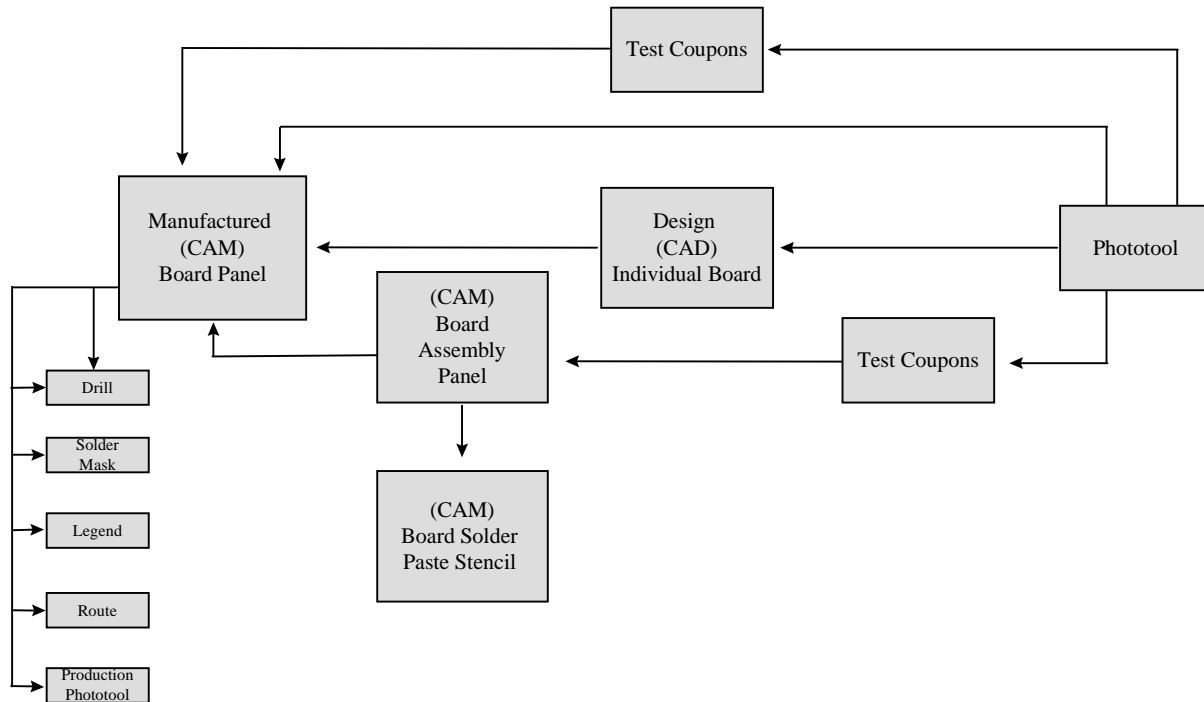 Test Coupons
Manufactured
(CAM)
Board Panel
Design
(CAD)
Individual Board
Phototool
(CAM)
Board
Assembly
Panel
Test Coupons
Drill
Solder
Mask
Legend
Route
Production
Phototool
(CAM)
Board Solder
Paste Stencil